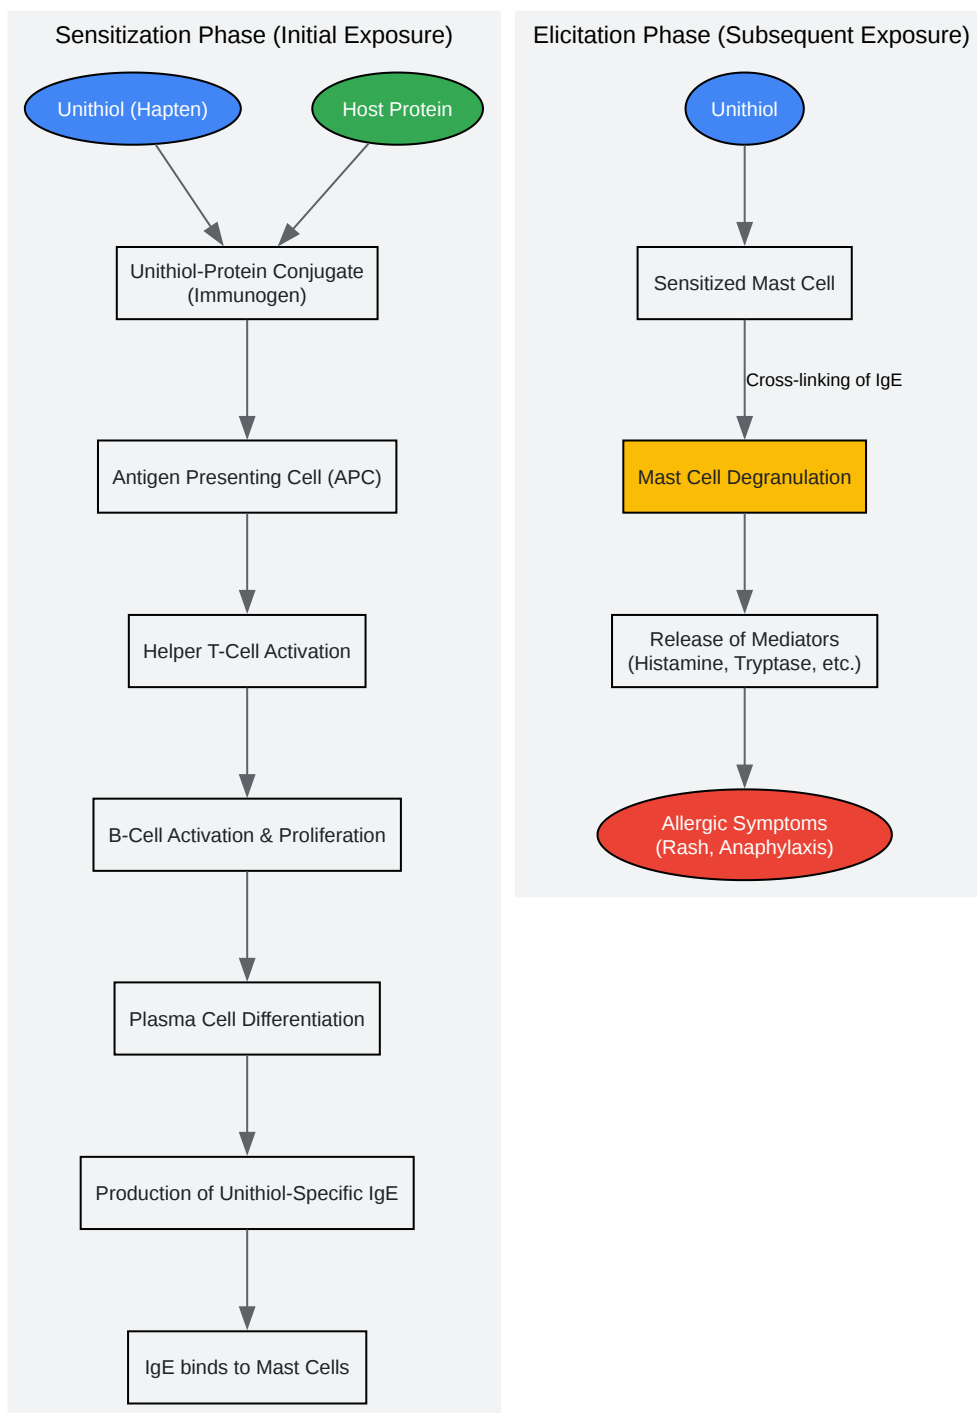 Sensitization Phase (Initial Exposure)
Unithiol (Hapten)
Host Protein
Unithiol-Protein Conjugate
(Immunogen)
Antigen Presenting Cell (APC)
Helper T-Cell Activation
B-Cell Activation & Proliferation
Plasma Cell Differentiation
Production of Unithiol-Specific IgE
IgE binds to Mast Cells
Elicitation Phase (Subsequent Exposure)
Unithiol
Sensitized Mast Cell
Cross-linking of IgE
Mast Cell Degranulation
Release of Mediators
(Histamine, Tryptase, etc.)
Allergic Symptoms
(Rash, Anaphylaxis)